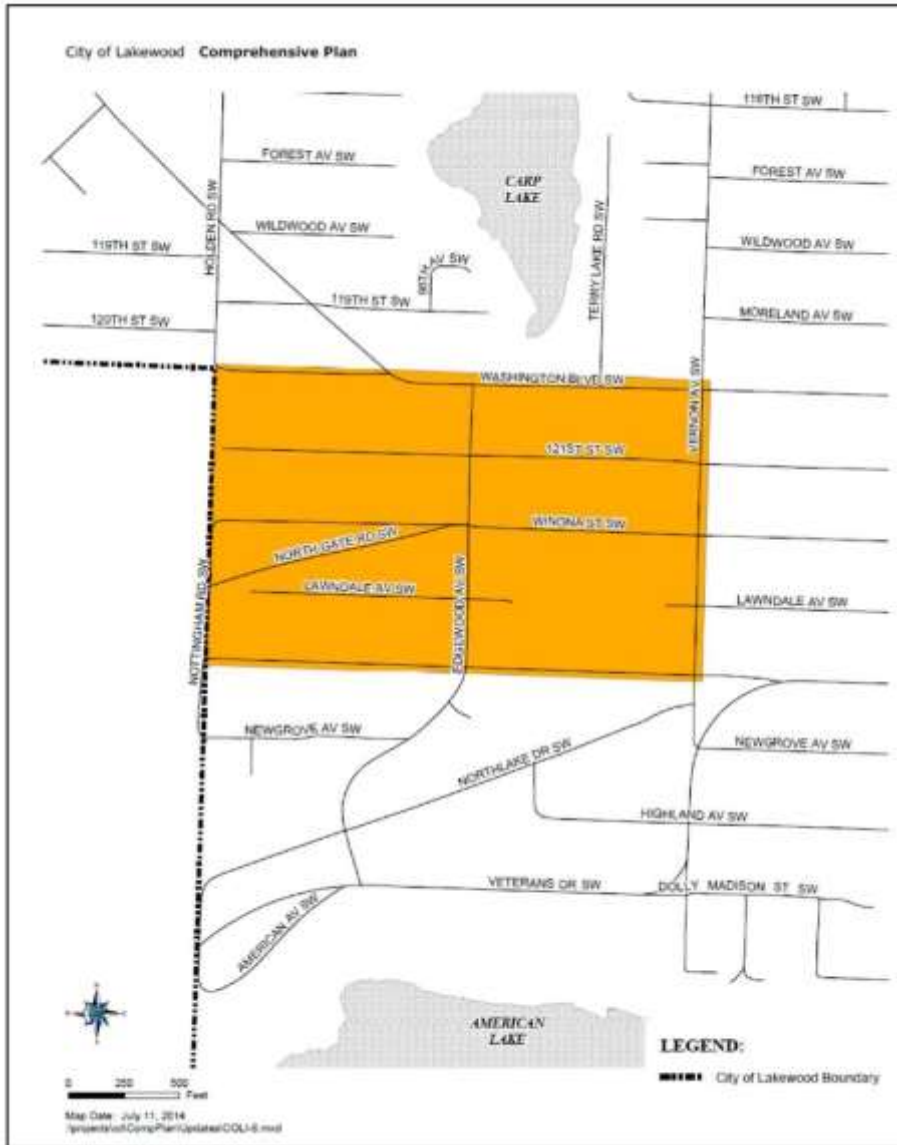 City of Lakewood Comprehensive Plan
116TH ST SW
FOREST AV SW
CARP
LAKE
FOREST AV SW
HOLDEN RD SW
WILDWOOD AV SW
TERRY LAKE RD SW
WILDWOOD AV SW
119TH ST SW
98TH AV SW
119TH ST SW
MORELAND AV SW
120TH ST SW
WASHINGTON BLVD SW
VERNON AV SW
121ST ST SW
WINONA ST SW
NORTH GATE RD SW
LAWNDALE AV SW
EDGEWOOD AV SW
LAWNDALE AV SW
NOTTINGHAM RD SW
NEWGROVE AV SW
NORTHLAKE DR SW
NEWGROVE AV SW
HIGHLAND AV SW
VETERANS DR SW
DOLLY MADISON ST SW
AMERICAN AV SW
AMERICAN
LAKE
LEGEND:
City of Lakewood Boundary
0 250 500
Feet
Map Date: July 11, 2014